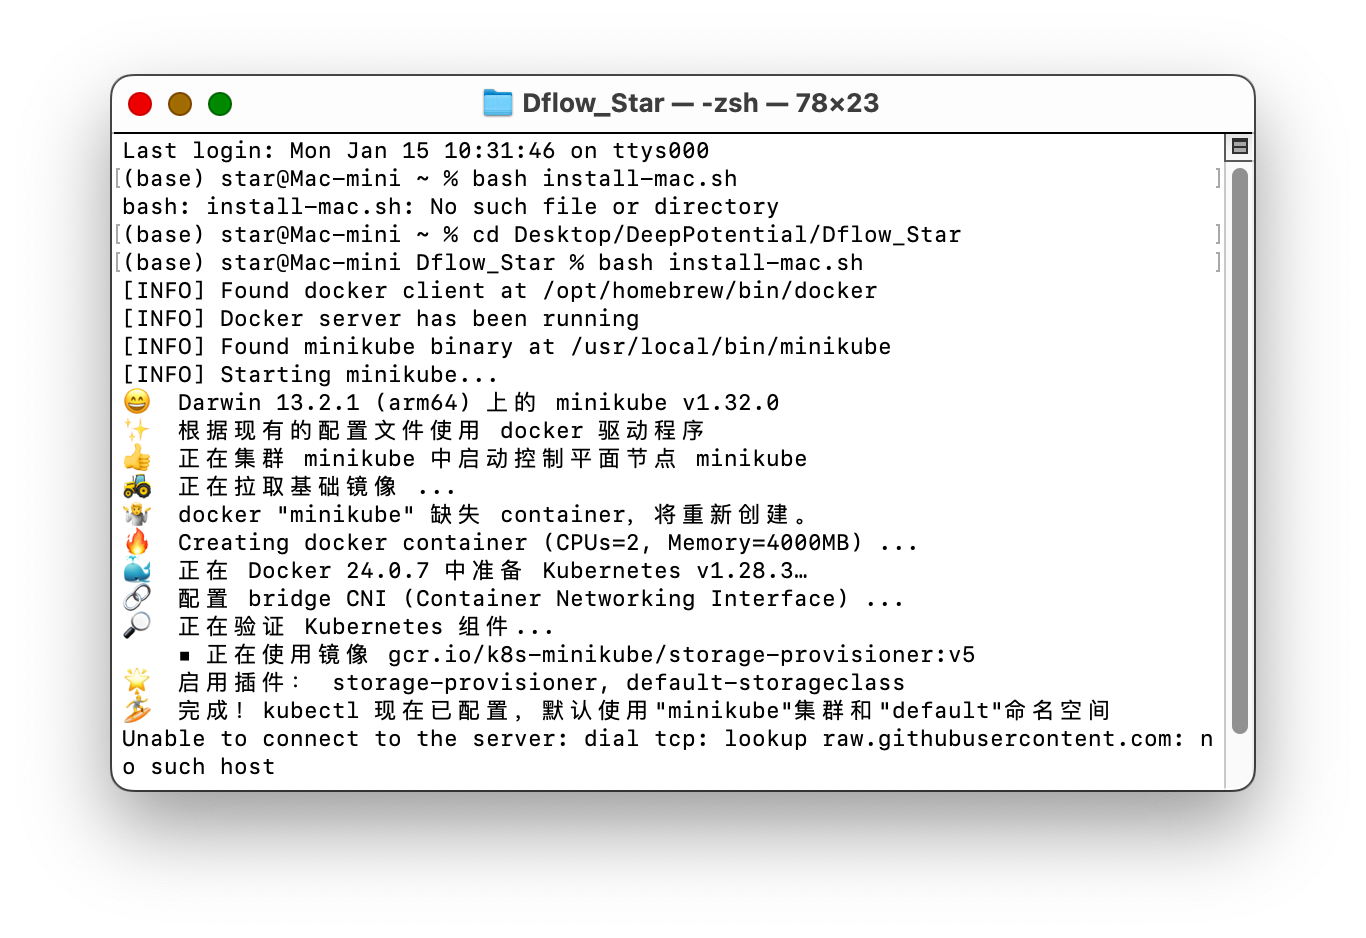 Dflow_Star — -zsh — 78×23
Last login: Mon Jan 15 10:31:46 on ttys000
[(base) star@Mac-mini ~ % bash install-mac.sh ]
bash: install-mac.sh: No such file or directory
[(base) star@Mac-mini ~ % cd Desktop/DeepPotential/Dflow_Star ]
[(base) star@Mac-mini Dflow_Star % bash install-mac.sh ]
[INFO] Found docker client at /opt/homebrew/bin/docker
[INFO] Docker server has been running
[INFO] Found minikube binary at /usr/local/bin/minikube
[INFO] Starting minikube...
😄 Darwin 13.2.1 (arm64) 上的 minikube v1.32.0
✨ 根据现有的配置文件使用 docker 驱动程序
👍 正在集群 minikube 中启动控制平面节点 minikube
🚜 正在拉取基础镜像 ...
🤷 docker "minikube" 缺失 container，将重新创建。
🔥 Creating docker container (CPUs=2, Memory=4000MB) ...
🐳 正在 Docker 24.0.7 中准备 Kubernetes v1.28.3…
🔗 配置 bridge CNI (Container Networking Interface) ...
🔎 正在验证 Kubernetes 组件...
▪ 正在使用镜像 gcr.io/k8s-minikube/storage-provisioner:v5
🌟 启用插件： storage-provisioner, default-storageclass
🏄 完成！kubectl 现在已配置，默认使用"minikube"集群和"default"命名空间
Unable to connect to the server: dial tcp: lookup raw.githubusercontent.com: n
o such host